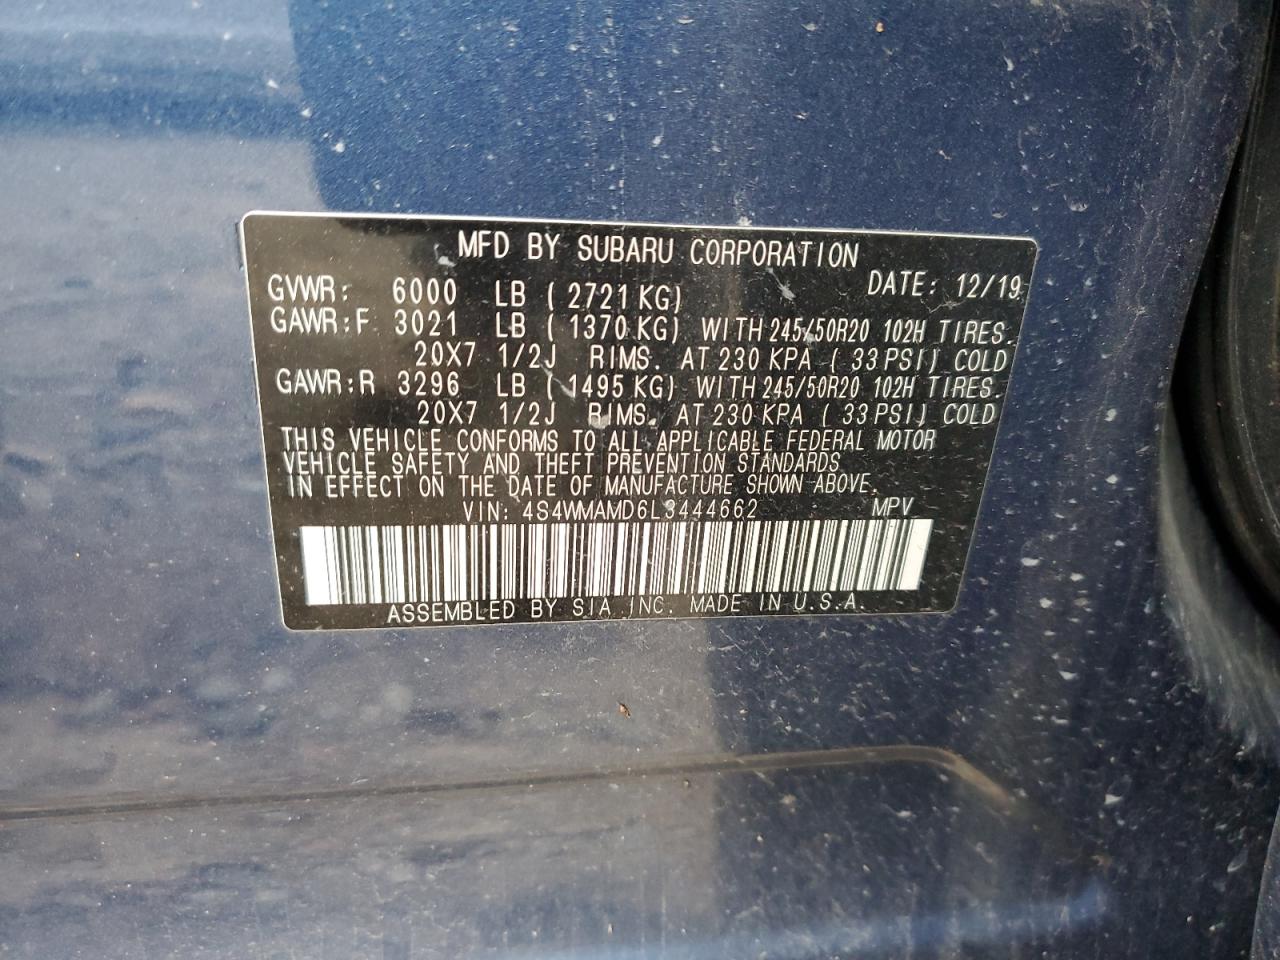 MFD BY SUBARU CORPORATION
DATE: 12/19
GVWR: 6000 LB ( 2721 KG)
GAWR: F 3021 LB ( 1370 KG) WITH 245/50R20 102H TIRES.
20X7 1/2J RIMS. AT 230 KPA ( 33 PSI) COLD
GAWR: R 3296 LB ( 1495 KG) WITH 245/50R20 102H TIRES.
20X7 1/2J RIMS. AT 230 KPA ( 33 PSI) COLD
THIS VEHICLE CONFORMS TO ALL APPLICABLE FEDERAL MOTOR
VEHICLE SAFETY AND THEFT PREVENTION STANDARDS
IN EFFECT ON THE DATE OF MANUFACTURE SHOWN ABOVE.
VIN: 4S4WMAMD6L3444662 MPV
ASSEMBLED BY SIA INC. MADE IN U.S.A.